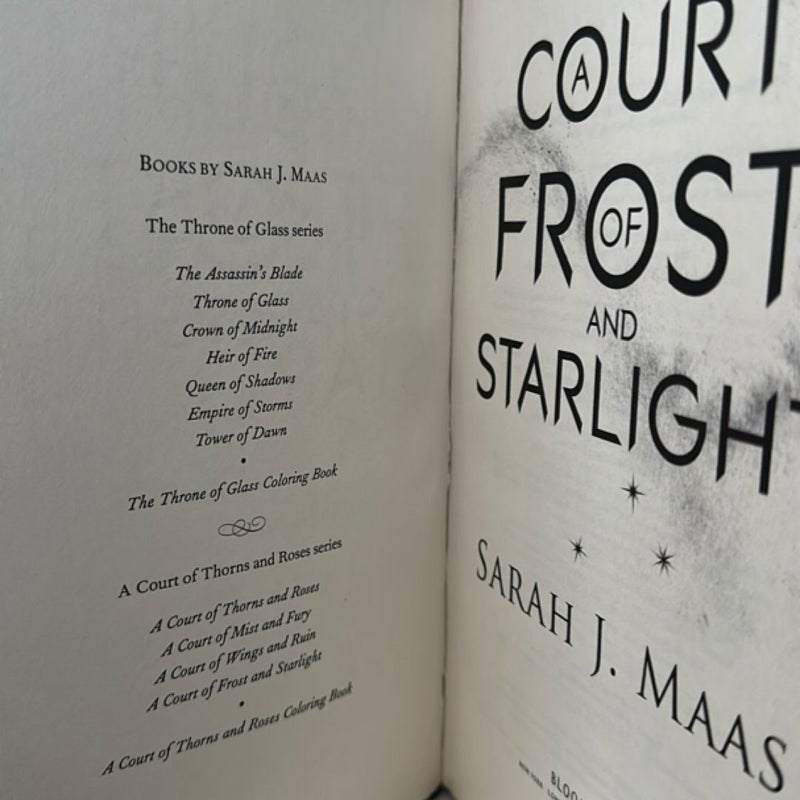 BOOKS BY SARAH J. MAAS
The Throne of Glass series
The Assassin's Blade
Throne of Glass
Crown of Midnight
Heir of Fire
Queen of Shadows
Empire of Storms
Tower of Dawn
The Throne of Glass Coloring Book
A Court of Thorns and Roses series
A Court of Thorns and Roses
A Court of Mist and Fury
A Court of Wings and Ruin
A Court of Frost and Starlight
A Court of Thorns and Roses Coloring Book
A COURT
OF FROST
AND
STARLIGHT
SARAH J. MAAS